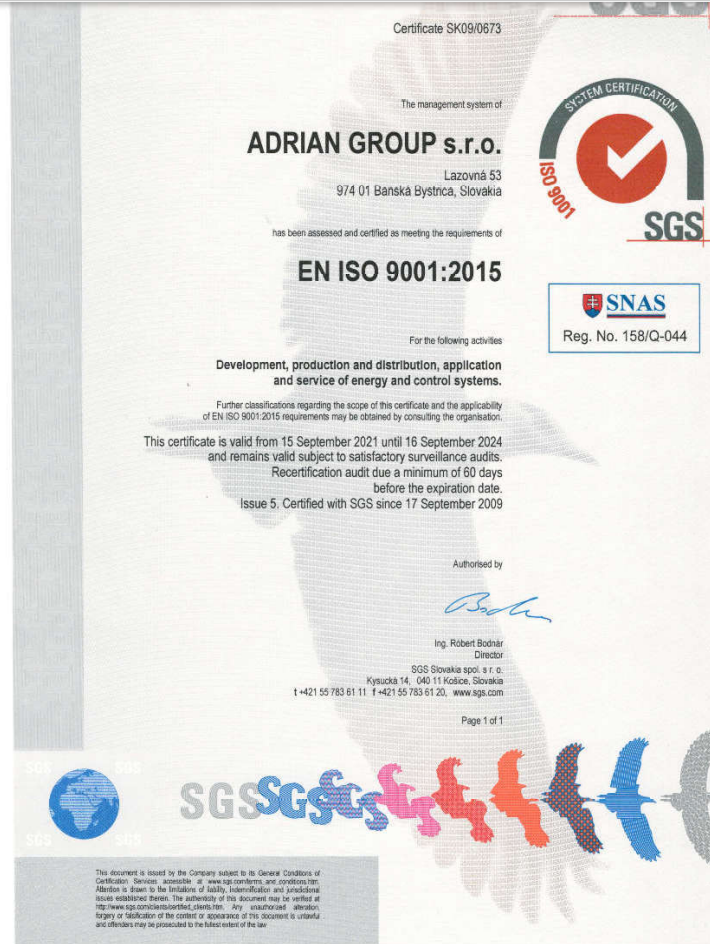 Certificate SK09/0673
The management system of
ADRIAN GROUP s.r.o.
Lazovná 53
974 01 Banská Bystrica, Slovakia
has been assessed and certified as meeting the requirements of
EN ISO 9001:2015
For the following activities
Development, production and distribution, application
and service of energy and control systems.
Further classifications regarding the scope of this certificate and the applicability
of EN ISO 9001:2015 requirements may be obtained by consulting the organisation.
This certificate is valid from 15 September 2021 until 16 September 2024
and remains valid subject to satisfactory surveillance audits.
Recertification audit due a minimum of 60 days
before the expiration date.
Issue 5. Certified with SGS since 17 September 2009
Authorised by
Ing. Róbert Bodnár
Director
SGS Slovakia spol. s r. o.
Kysucká 14, 040 11 Košice, Slovakia
t +421 55 783 61 11 f +421 55 783 61 20, www.sgs.com
Page 1 of 1
SYSTEM CERTIFICATION
ISO 9001
SGS
SNAS
Reg. No. 158/Q-044
SGS SGS
SGS SGS
SGS SGS SGS SGS
This document is issued by the Company subject to its General Conditions of
Certification Services accessible at www.sgs.com/terms_and_conditions.htm.
Attention is drawn to the limitations of liability, indemnification and jurisdictional
issues established therein. The authenticity of this document may be verified at
http://www.sgs.com/clients/certified_clients.htm. Any unauthorized alteration,
forgery or falsification of the content or appearance of this document is unlawful
and offenders may be prosecuted to the fullest extent of the law.